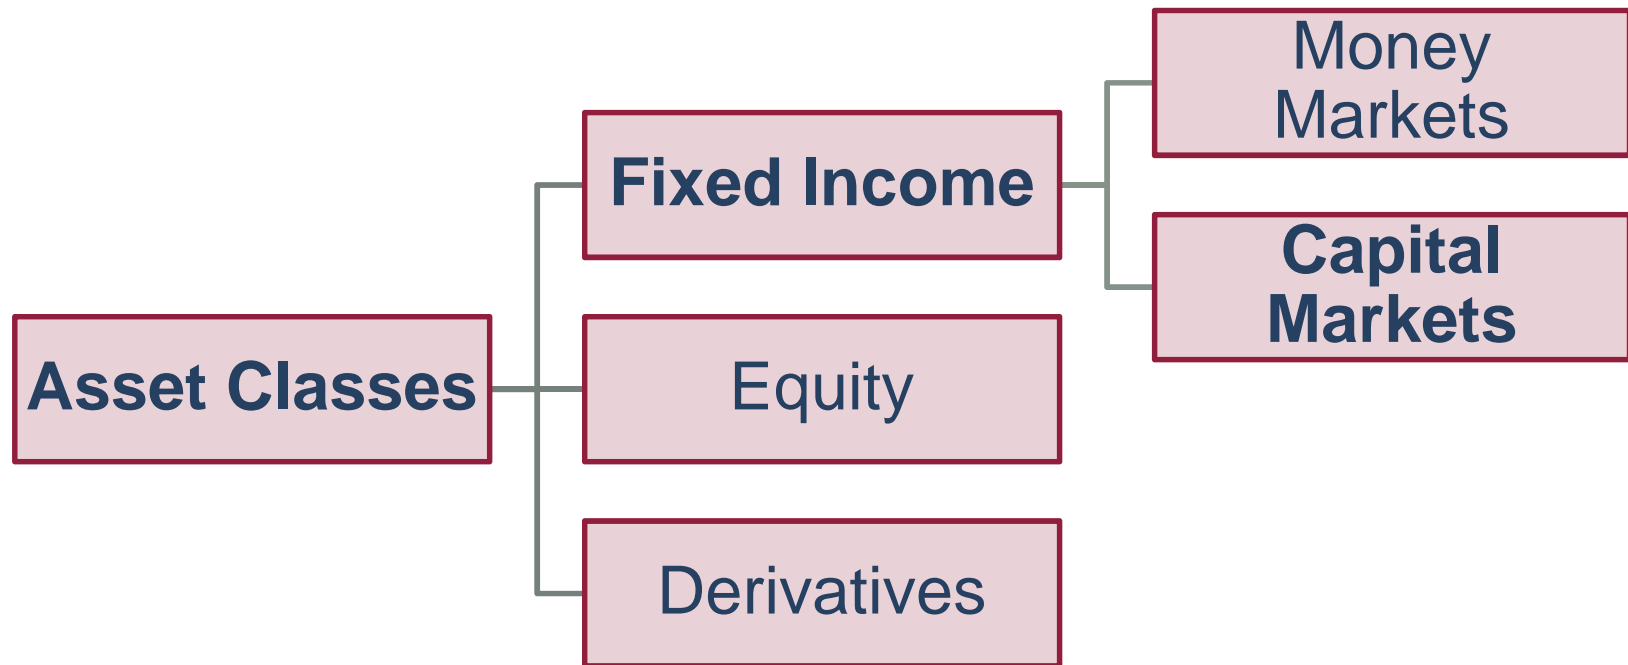 Asset Classes
Fixed Income
Money
Markets
Capital
Markets
Equity
Derivatives